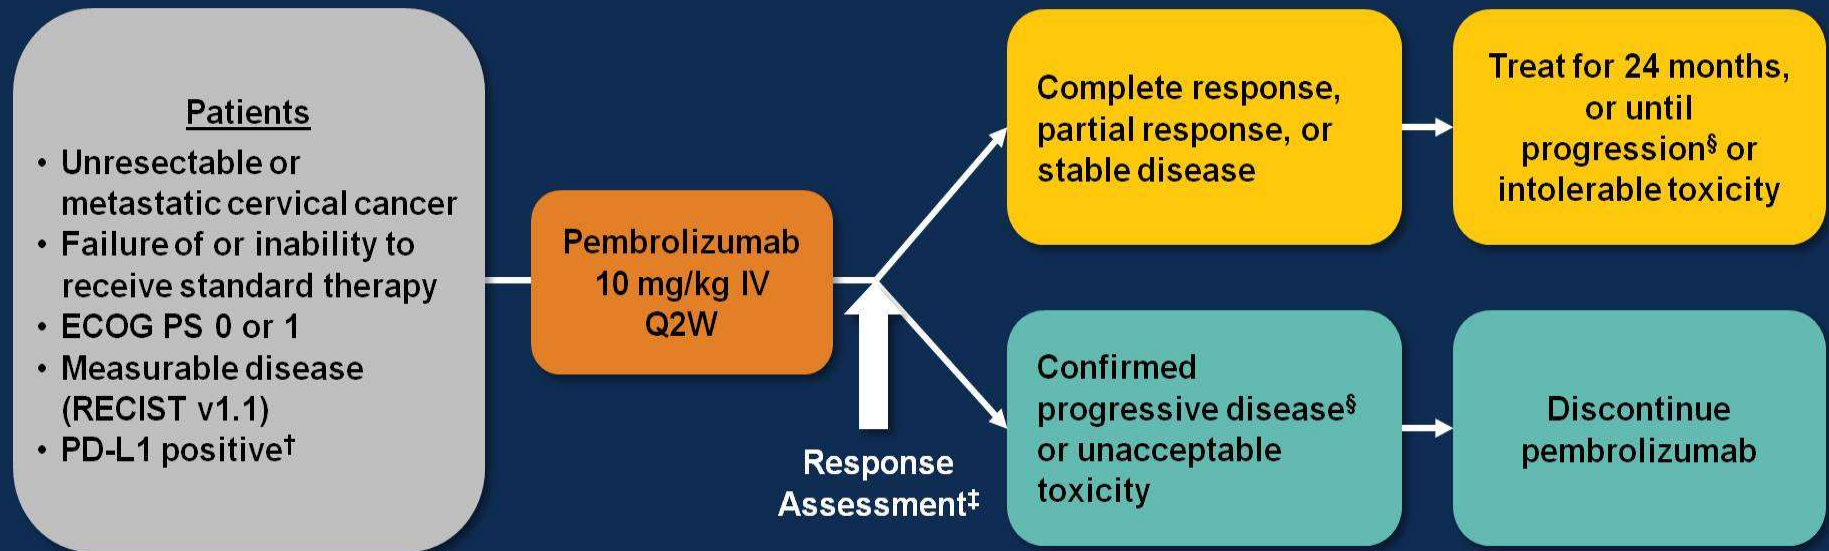 Patients
• Unresectable or
metastatic cervical cancer
• Failure of or inability to
receive standard therapy
• ECOG PS 0 or 1
• Measurable disease
(RECIST v1.1)
• PD-L1 positive†
Pembrolizumab
10 mg/kg IV
Q2W
Response
Assessment‡
Complete response,
partial response, or
stable disease
Treat for 24 months,
or until
progression§ or
intolerable toxicity
Confirmed
progressive disease§
or unacceptable
toxicity
Discontinue
pembrolizumab